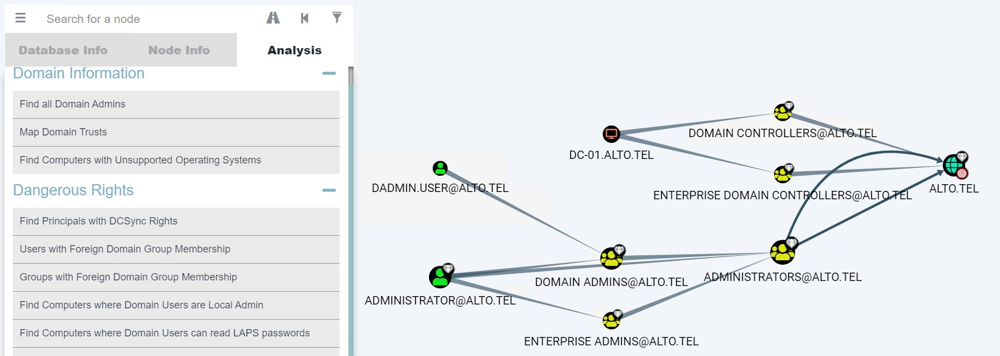 Search for a node
Database Info
Node Info
Analysis
Domain Information
Find all Domain Admins
Map Domain Trusts
Find Computers with Unsupported Operating Systems
Dangerous Rights
Find Principals with DCSync Rights
Users with Foreign Domain Group Membership
Groups with Foreign Domain Group Membership
Find Computers where Domain Users are Local Admin
Find Computers where Domain Users can read LAPS passwords
DOMAIN CONTROLLERS@ALTO.TEL
DC-01.ALTO.TEL
DADMIN.USER@ALTO.TEL
ENTERPRISE DOMAIN CONTROLLERS@ALTO.TEL
ALTO.TEL
DOMAIN ADMINS@ALTO.TEL
ADMINISTRATORS@ALTO.TEL
ADMINISTRATOR@ALTO.TEL
ENTERPRISE ADMINS@ALTO.TEL